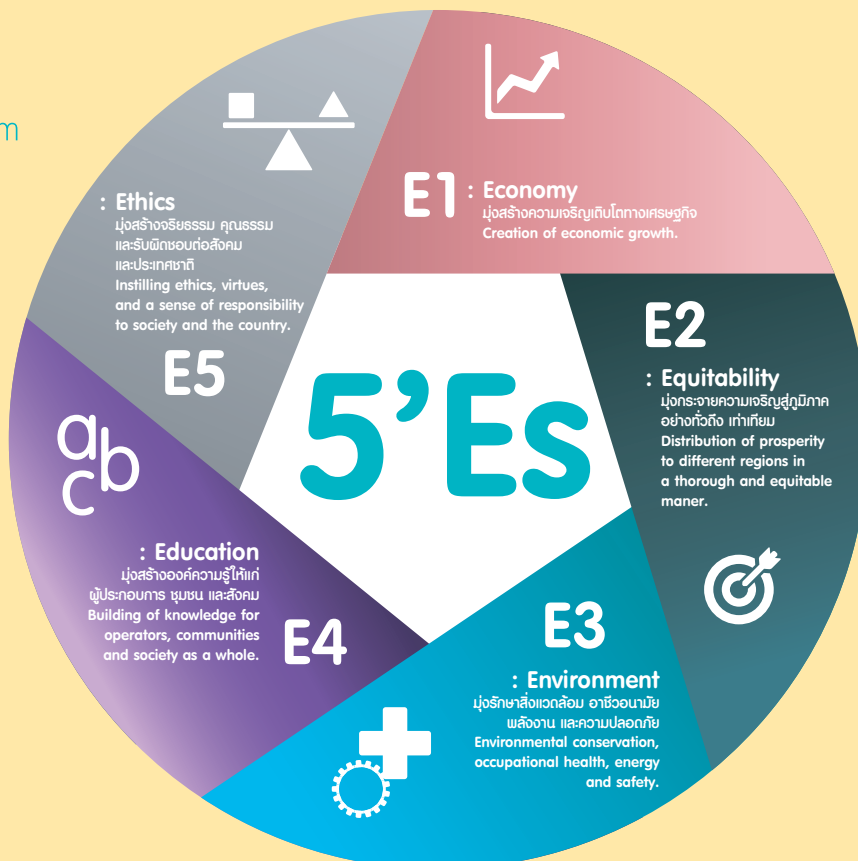 m
5’Es
E1 : Economy
มุ่งสร้างความเจริญเติบโตทางเศรษฐกิจ
Creation of economic growth.
E2
: Equitability
มุ่งกระจายความเจริญสู่ภูมิภาค
อย่างทั่วถึง เท่าเทียม
Distribution of prosperity
to different regions in
a thorough and equitable
maner.
E3
: Environment
มุ่งรักษาสิ่งแวดล้อม อาชีวอนามัย
พลังงาน และความปลอดภัย
Environmental conservation,
occupational health, energy
and safety.
abc
: Education
มุ่งสร้างองค์ความรู้ให้แก่
ผู้ประกอบการ ชุมชน และสังคม
Building of knowledge for
operators, communities
and society as a whole.
E4
: Ethics
มุ่งสร้างจริยธรรม คุณธรรม
และรับผิดชอบต่อสังคม
และประเทศชาติ
Instilling ethics, virtues,
and a sense of responsibility
to society and the country.
E5